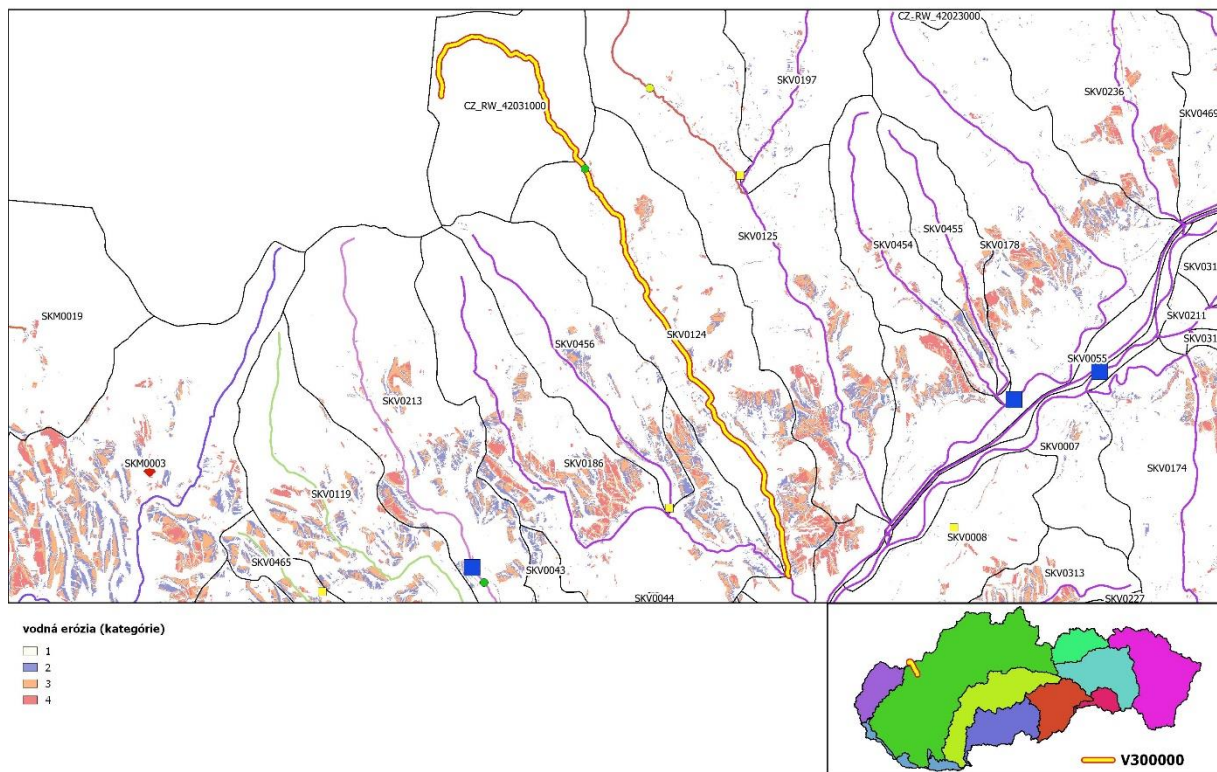 CZ_RW_42023000
SKV0197
SKV0236
CZ_RW_42031000
SKV0469
SKV0455
SKV0125
SKV0454
SKV0178
SKV031
SKM0019
SKV0211
SKV0124
SKV031
SKV0456
SKV0055
SKV0213
SKV0007
SKM0003
SKV0186
SKV0174
SKV0119
SKV0008
SKV0465
SKV0043
SKV0313
SKV0044
SKV0227
vodná erózia (kategórie)
1
2
3
4
V300000